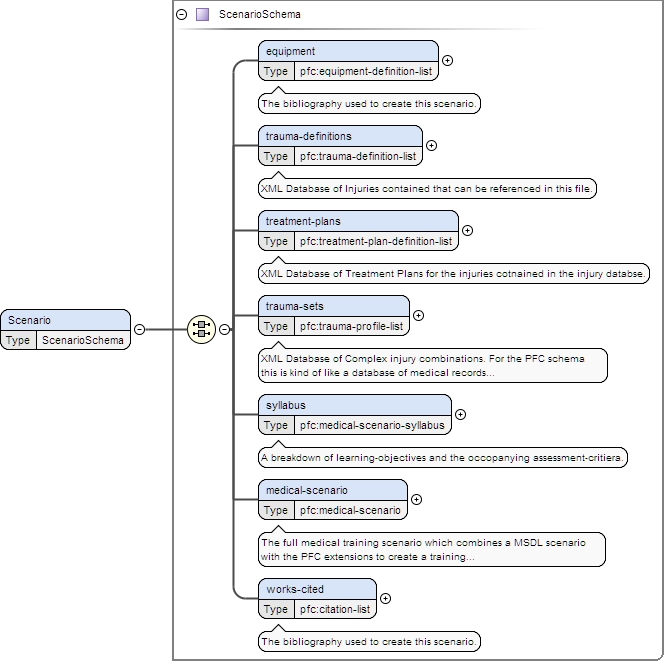 ScenarioSchema
equipment
Type pfc:equipment-definition-list
The bibliography used to create this scenario.
trauma-definitions
Type pfc:trauma-definition-list
XML Database of Injuries contained that can be referenced in this file.
treatment-plans
Type pfc:treatment-plan-definition-list
XML Database of Treatment Plans for the injuries cotnained in the injury databse.
Scenario
Type ScenarioSchema
trauma-sets
Type pfc:trauma-profile-list
XML Database of Complex injury combinations. For the PFC schema
this is kind of like a database of medical records...
syllabus
Type pfc:medical-scenario-syllabus
A breakdown of learning-objectives and the occopanying assessment-critiera.
medical-scenario
Type pfc:medical-scenario
The full medical training scenario which combines a MSDL scenario
with the PFC extensions to create a training...
works-cited
Type pfc:citation-list
The bibliography used to create this scenario.